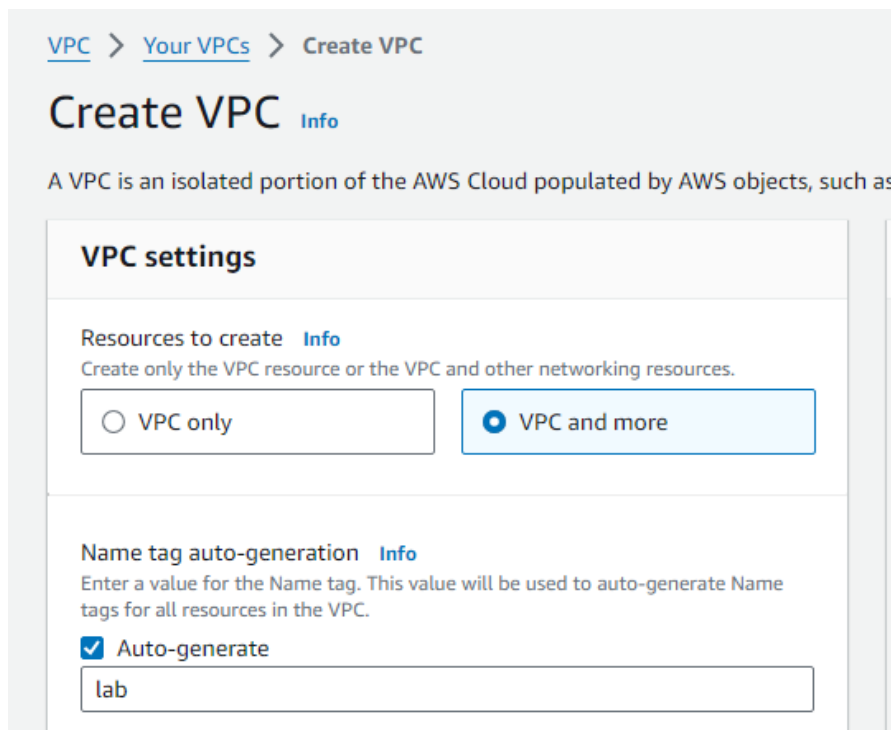 VPC > Your VPCs > Create VPC
Create VPC Info
A VPC is an isolated portion of the AWS Cloud populated by AWS objects, such as
VPC settings
Resources to create Info
Create only the VPC resource or the VPC and other networking resources.
VPC only
VPC and more
Name tag auto-generation Info
Enter a value for the Name tag. This value will be used to auto-generate Name
tags for all resources in the VPC.
Auto-generate
lab